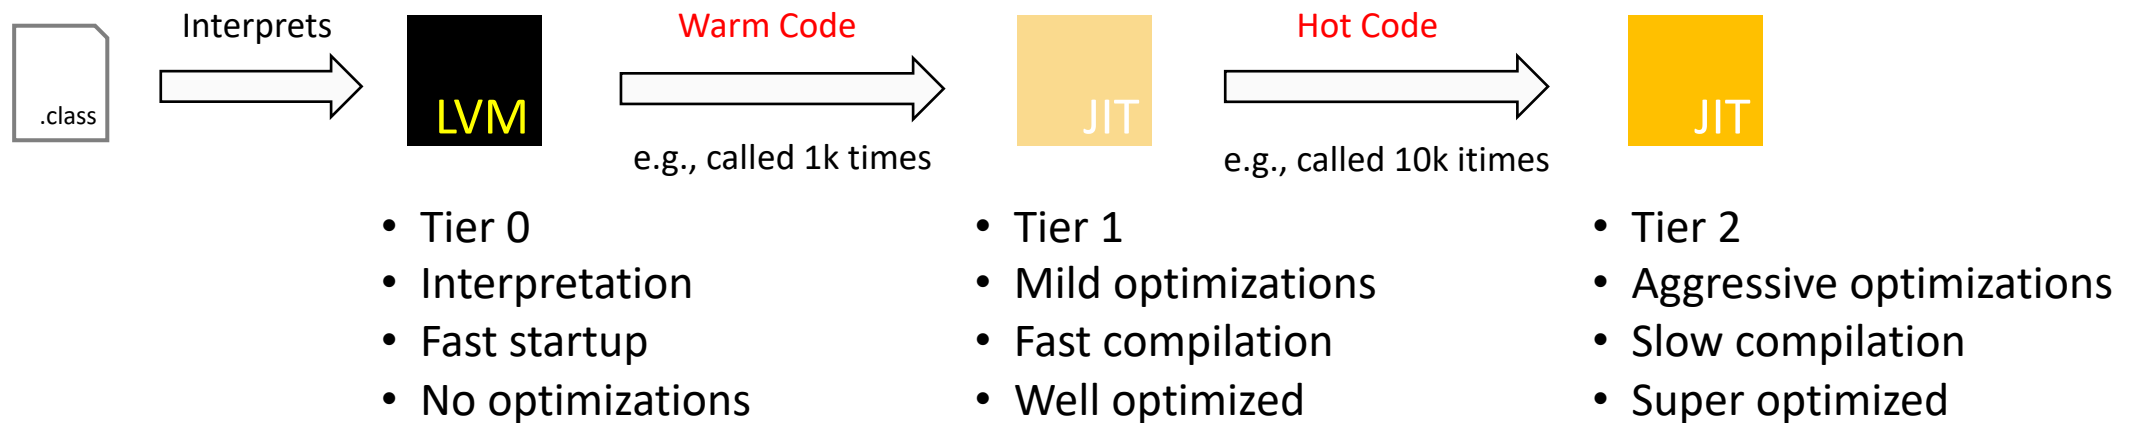 .class
Interprets
LVM
Warm Code
e.g., called 1k times
JIT
Hot Code
e.g., called 10k itimes
JIT
• Tier 0
• Interpretation
• Fast startup
• No optimizations
• Tier 1
• Mild optimizations
• Fast compilation
• Well optimized
• Tier 2
• Aggressive optimizations
• Slow compilation
• Super optimized